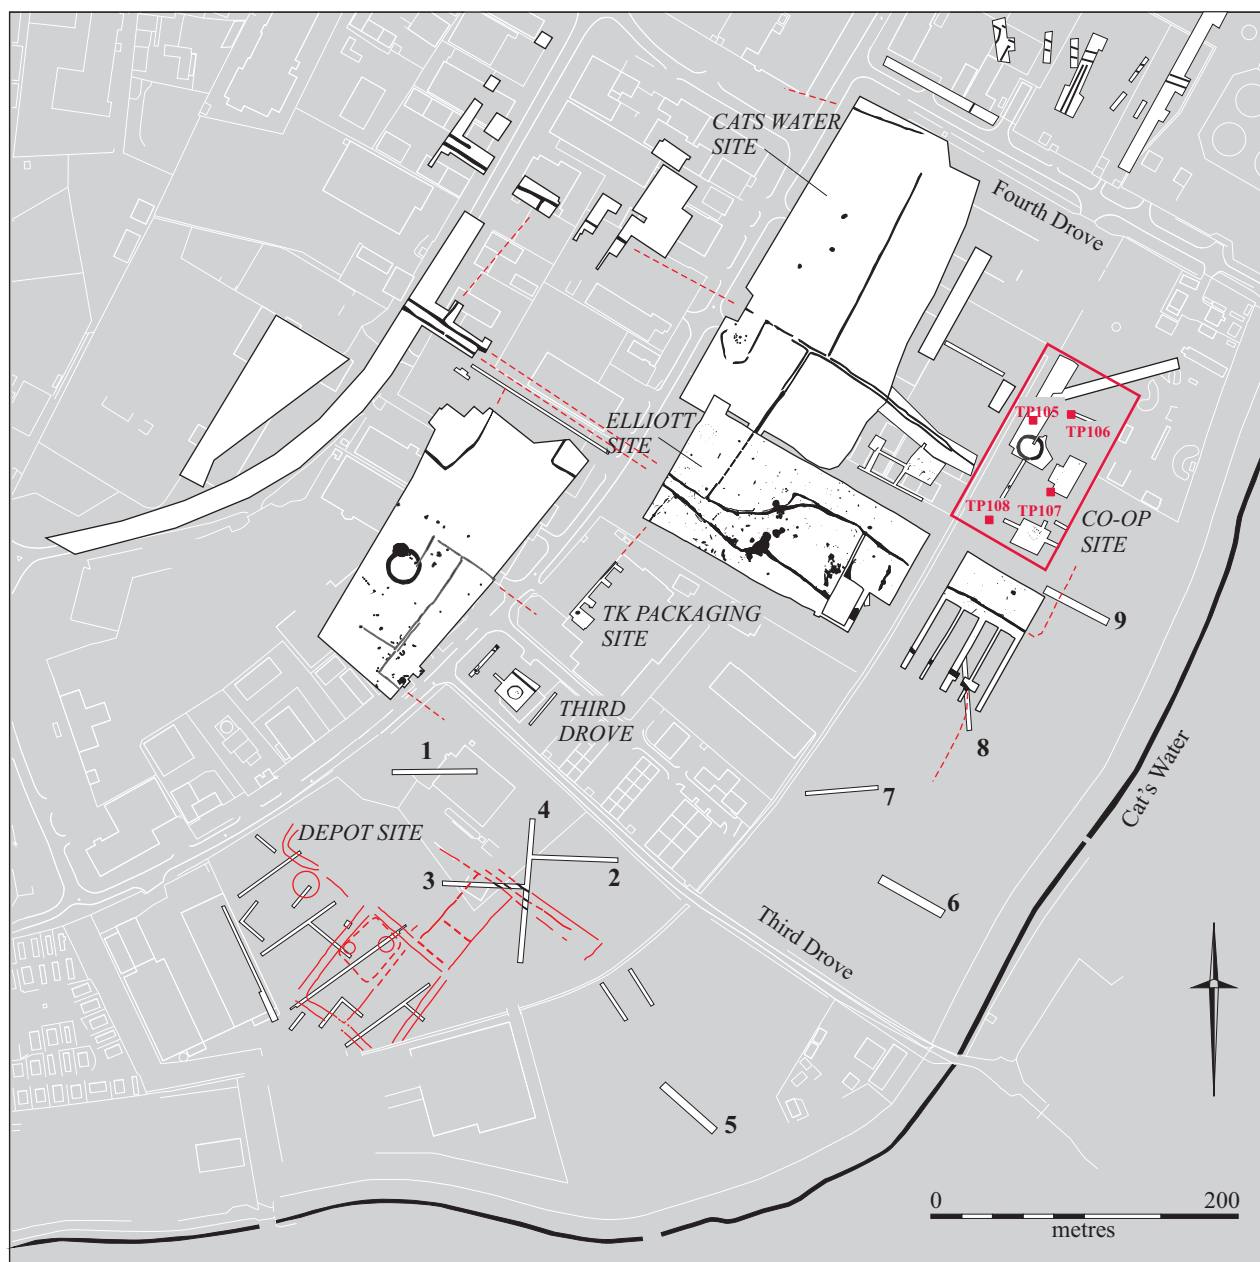 CATS WATER
SITE
Fourth Drove
ELLIOTT
SITE
TP105
TP106
TP108
TP107
CO-OP
SITE
TK PACKAGING
SITE
9
THIRD
DROVE
8
1
7
4
DEPOT SITE
3
2
6
Third Drove
Cat's Water
5
0
200
metres